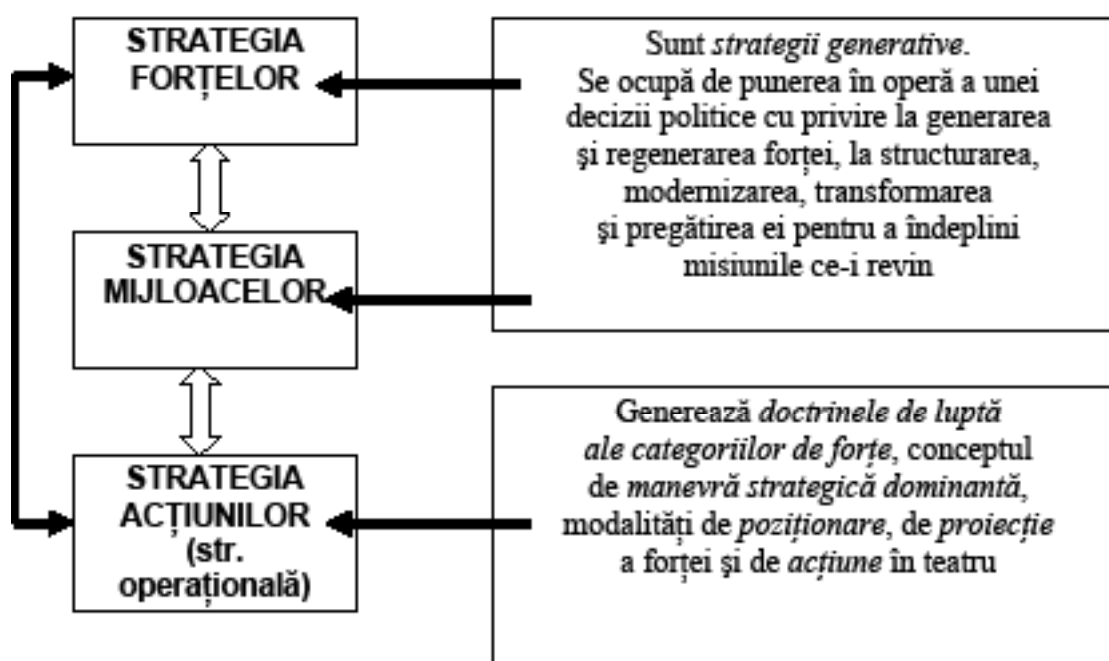 STRATEGIA
FORȚELOR
Sunt strategii generative.
Se ocupă de punerea în operă a unei
decizii politice cu privire la generarea
şi regenerarea forței, la structurarea,
modernizarea, transformarea
şi pregătirea ei pentru a îndeplini
misiunile ce-i revin
STRATEGIA
MIJLOACELOR
STRATEGIA
ACȚIUNILOR
(str.
operațională)
Generează doctrinele de luptă
ale categoriilor de forțe, conceptul
de manevră strategică dominantă,
modalități de poziționare, de proiecție
a forței şi de acțiune în teatru